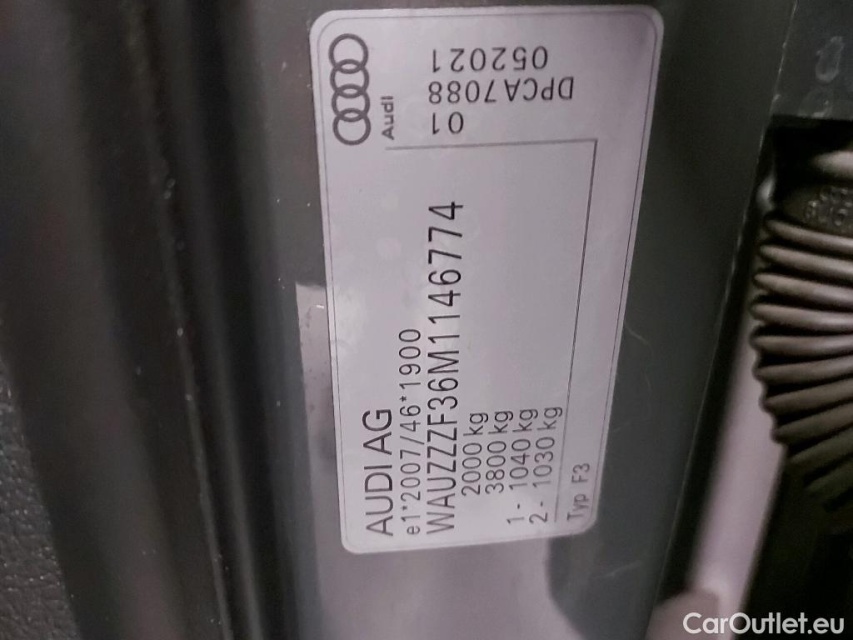 AUDI AG
e1*2007/46*1900
WAUZZZF36M1146774
2000 kg
3800 kg
1- 1040 kg
2- 1030 kg
Typ F3
Audi
01
DPCA7088
052021
CarOutlet.eu